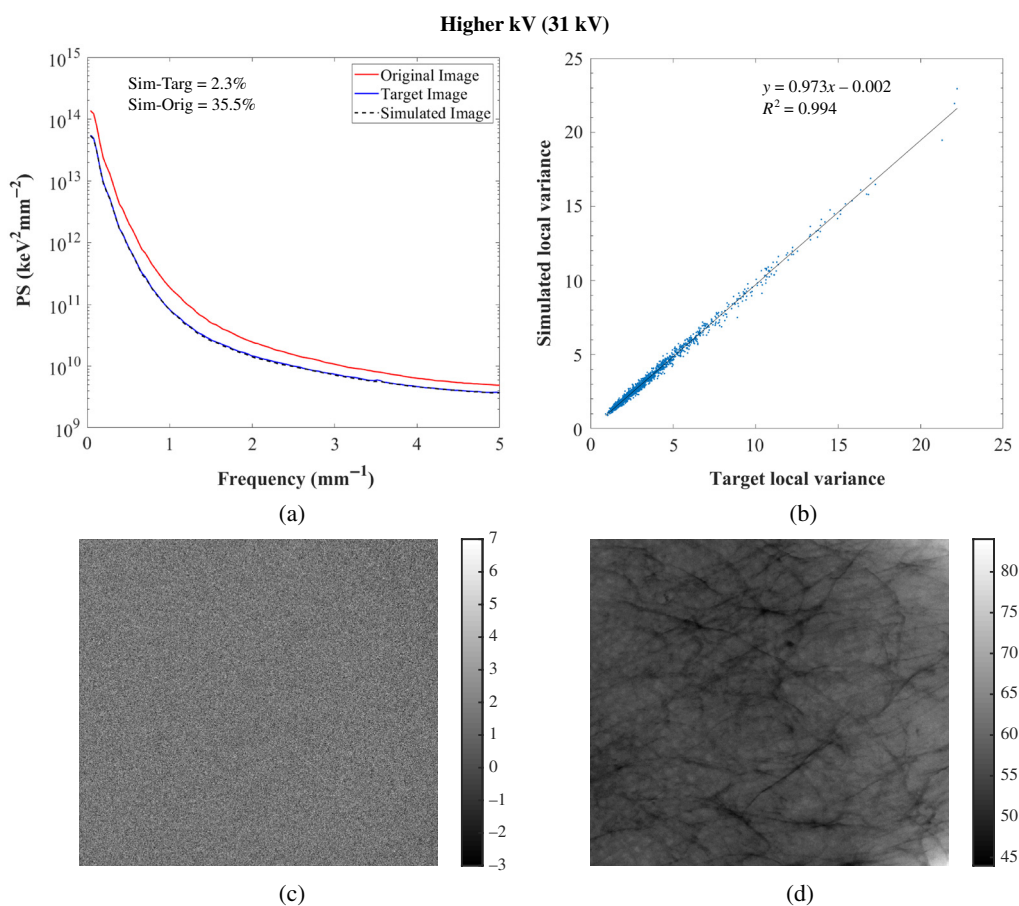 Higher kV (31 kV)
10^15
10^14
10^13
10^12
10^11
10^10
10^9
PS (keV^2mm^−2)
Sim-Targ = 2.3%
Sim-Orig = 35.5%
Original Image
Target Image
Simulated Image
0 1 2 3 4 5
Frequency (mm^−1)
(a)
25
20
15
10
5
0
Simulated local variance
y = 0.973x – 0.002
R^2 = 0.994
0 5 10 15 20 25
Target local variance
(b)
7
6
5
4
3
2
1
0
–1
–2
–3
(c)
80
75
70
65
60
55
50
45
(d)